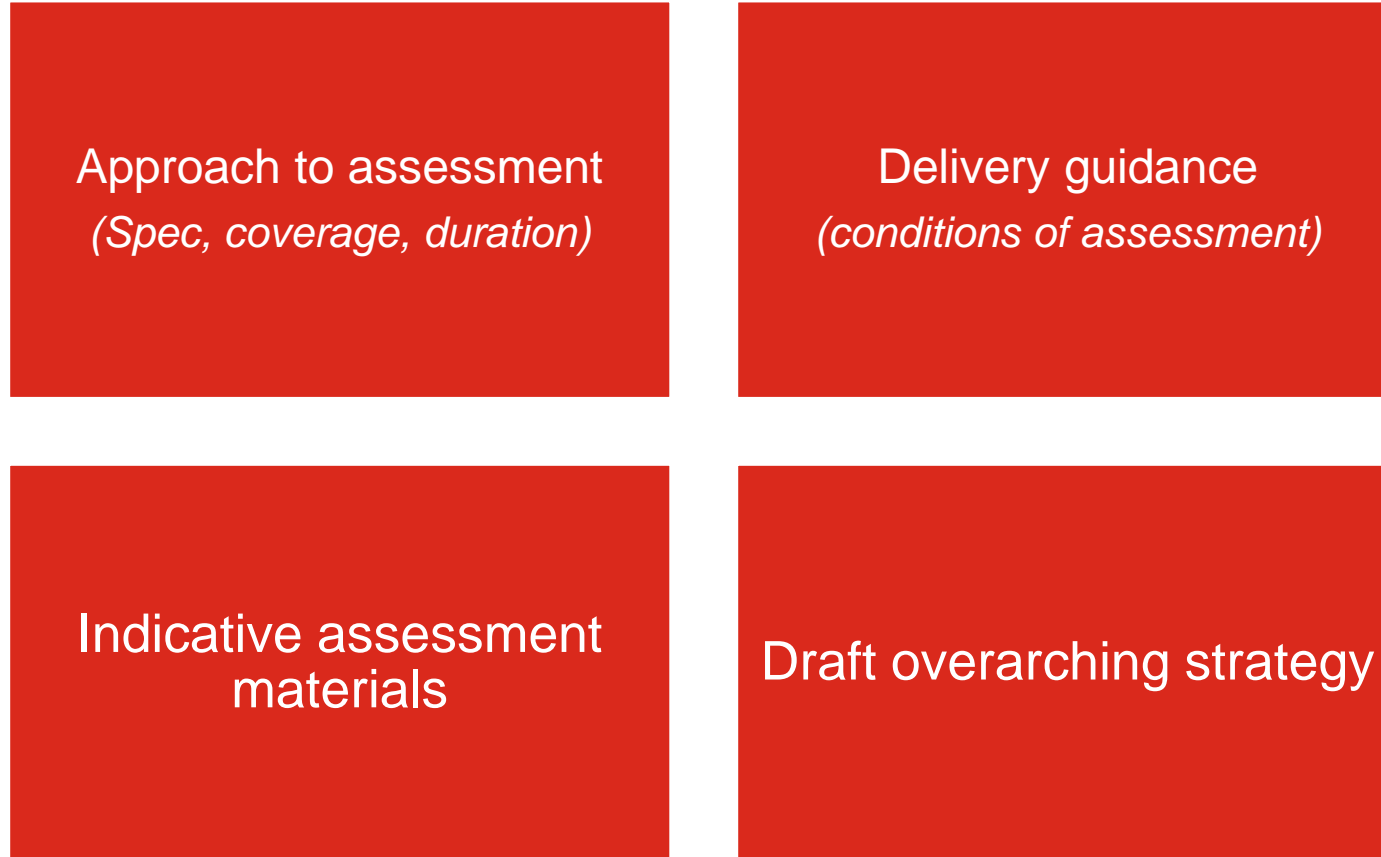 Approach to assessment
(Spec, coverage, duration)
Delivery guidance
(conditions of assessment)
Indicative assessment
materials
Draft overarching strategy